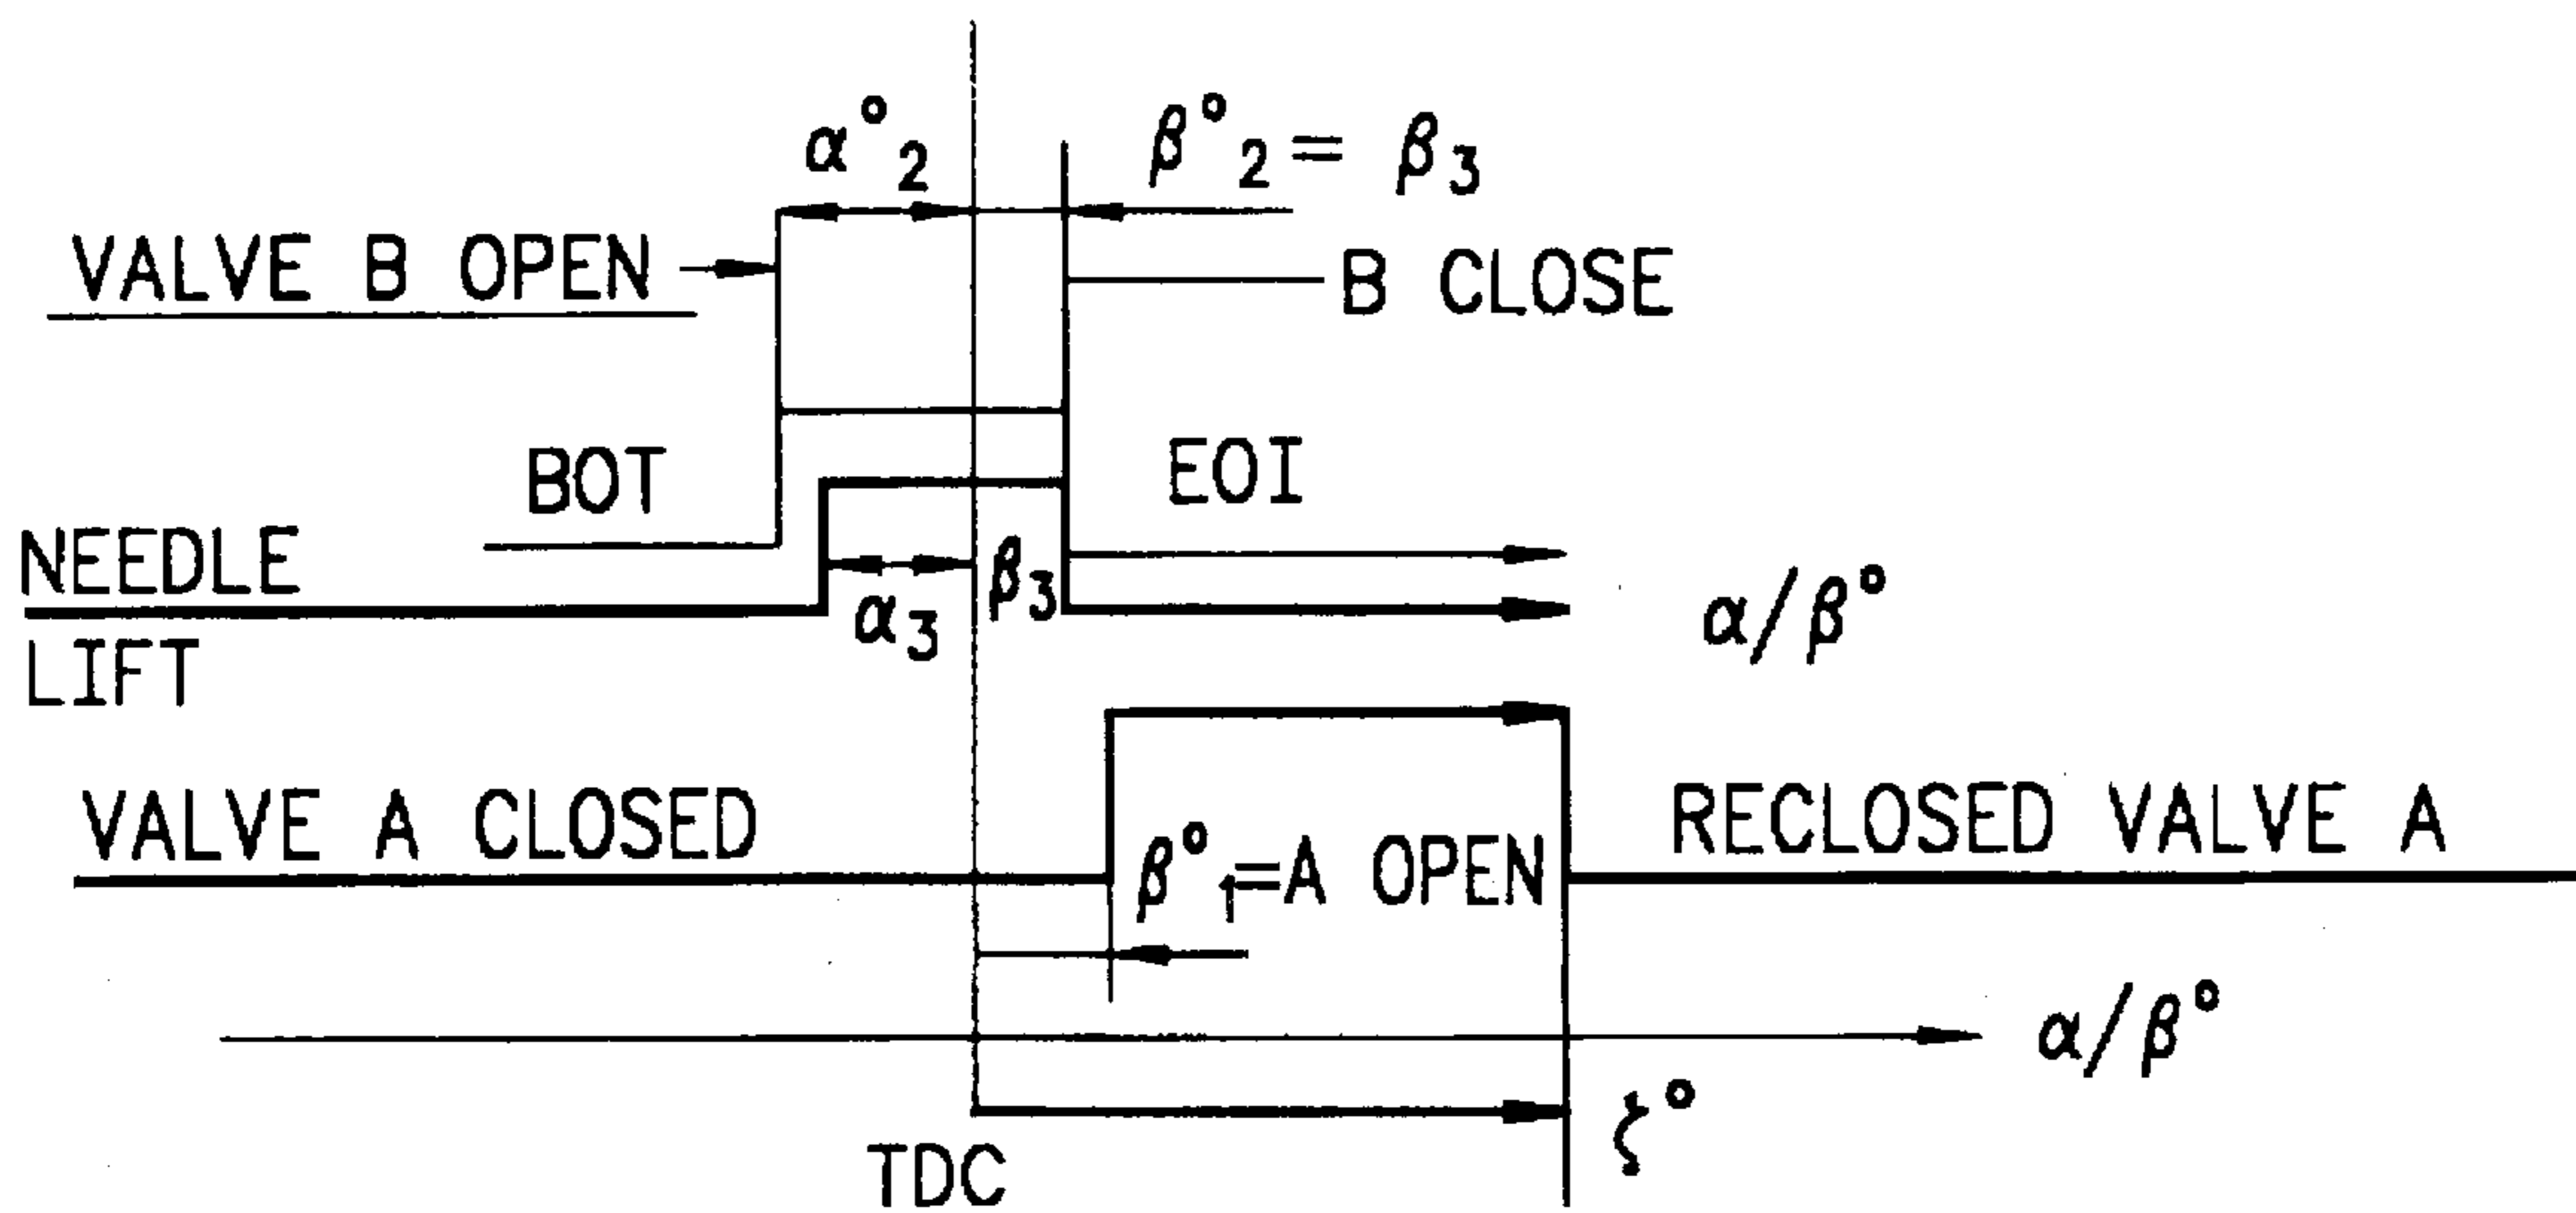 α°2
β°2 = β3
VALVE B OPEN
B CLOSE
BOT
EOI
NEEDLE
LIFT
α3
β3
α/β°
VALVE A CLOSED
β°1=A OPEN
RECLOSED VALVE A
α/β°
ζ°
TDC